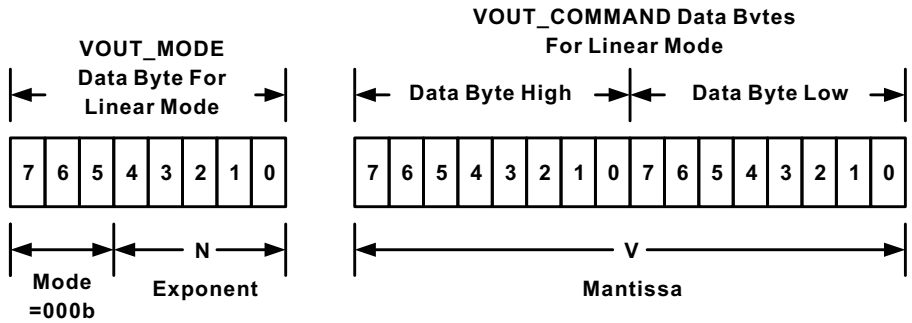 VOUT_MODE
Data Byte For
Linear Mode
7 6 5 4 3 2 1 0
N
Mode
=000b
Exponent
VOUT_COMMAND Data Bvtes
For Linear Mode
Data Byte High
Data Byte Low
7 6 5 4 3 2 1 0 7 6 5 4 3 2 1 0
V
Mantissa